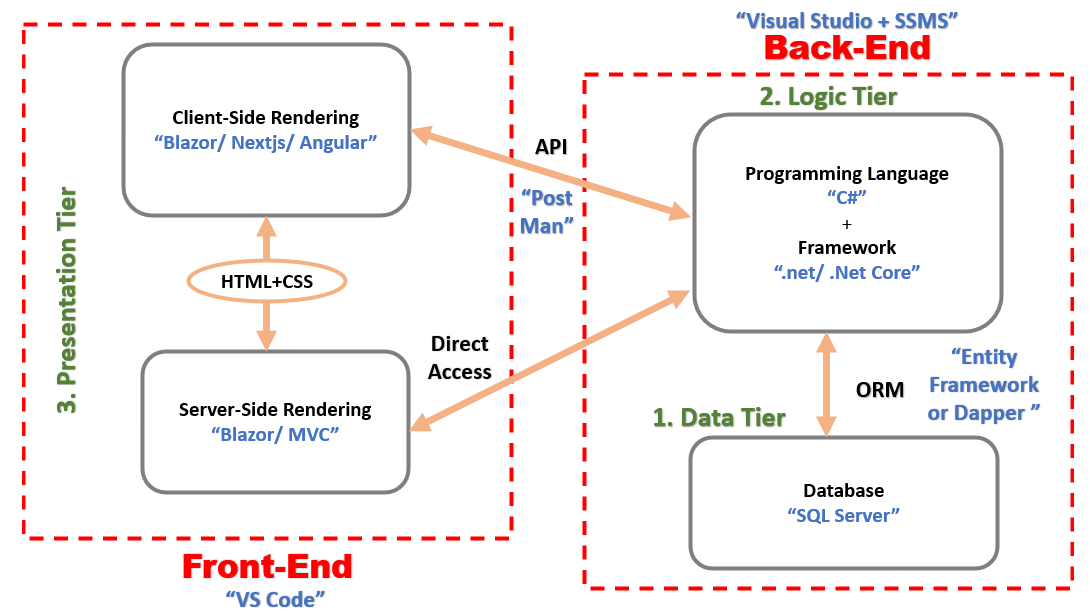 “Visual Studio + SSMS”
Back-End
2. Logic Tier
Client-Side Rendering
“Blazor/ Nextjs/ Angular”
API
“Post
Man”
Programming Language
“C#”
+
Framework
“.net/ .Net Core”
3. Presentation Tier
HTML+CSS
Direct
Access
Server-Side Rendering
“Blazor/ MVC”
ORM
“Entity
Framework
or Dapper ”
1. Data Tier
Database
“SQL Server”
Front-End
“VS Code”